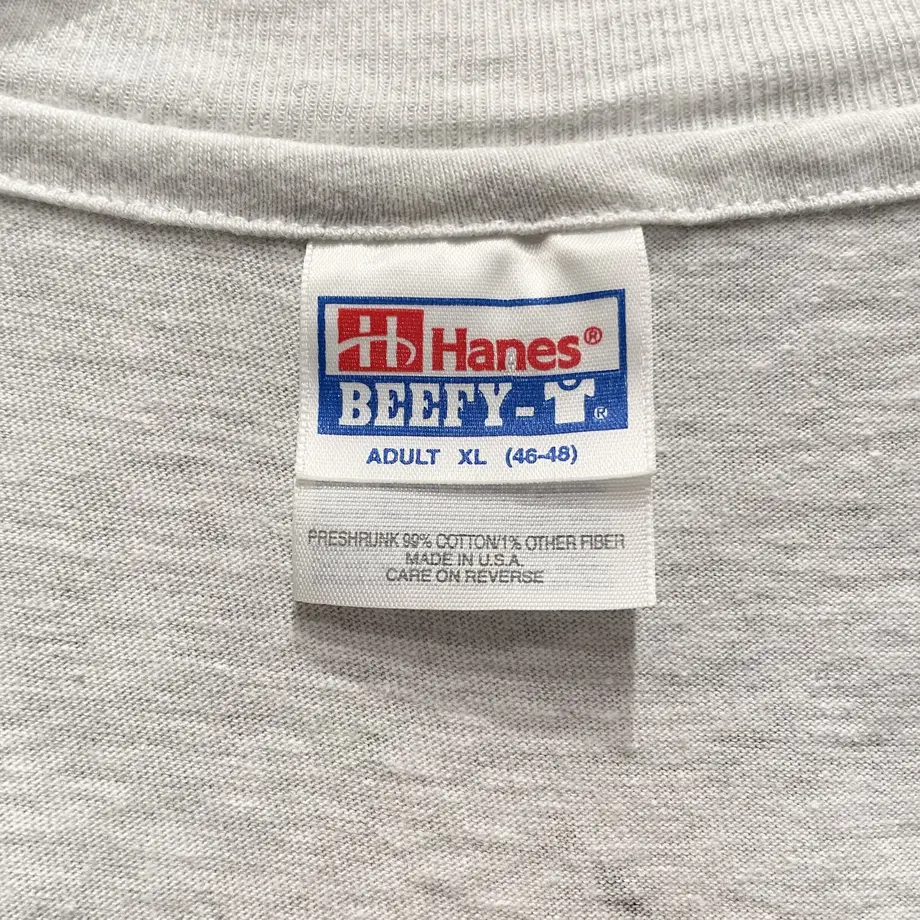 Hanes®
BEEFY-T®
ADULT XL (46-48)
PRESHRUNK 99% COTTON/1% OTHER FIBER
MADE IN U.S.A.
CARE ON REVERSE